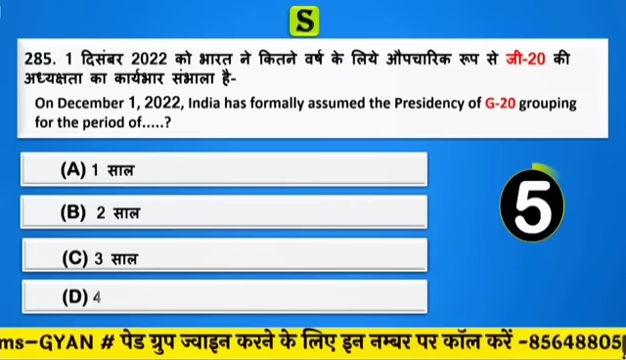 S
285. 1 दिसंबर 2022 को भारत ने कितने वर्ष के लिये औपचारिक रूप से जी-20 की
अध्यक्षता का कार्यभार संभाला है-
On December 1, 2022, India has formally assumed the Presidency of G-20 grouping
for the period of.....?
(A) 1 साल
(B) 2 साल
5
(C) 3 साल
(D) 4
ms-GYAN # पेड ग्रुप ज्वाइन करने के लिए इन नम्बर पर कॉल करें -85648805